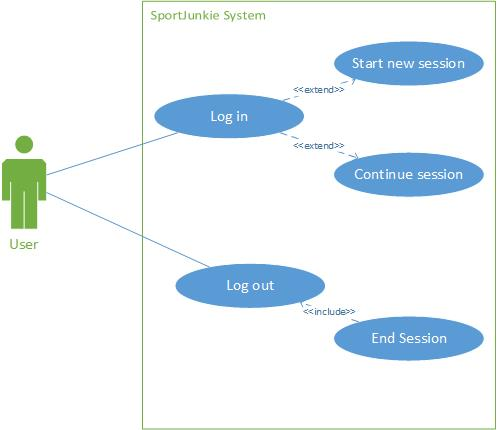 SportJunkie System
Start new session
<<extend>>
Log in
<<extend>>
Continue session
User
Log out
<<include>>
End Session